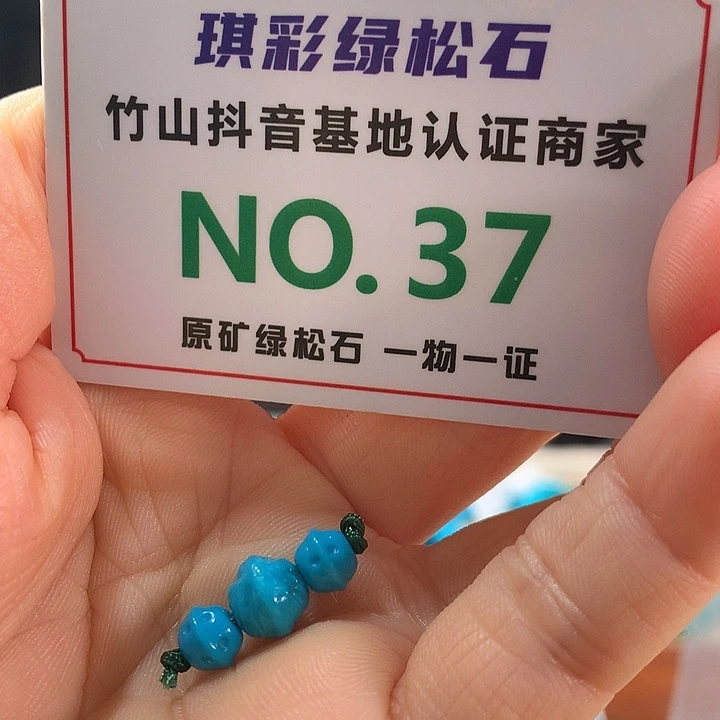 琪彩绿松石
竹山抖音基地认证商家
NO. 37
原矿绿松石 一物一证